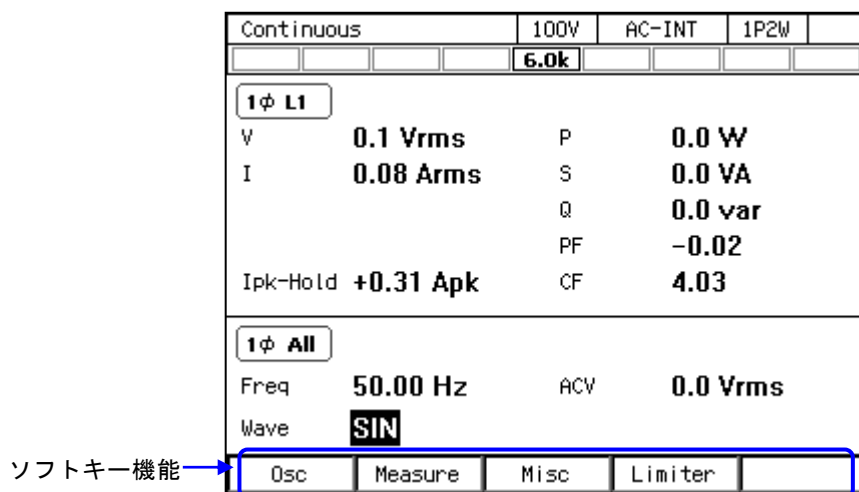 Continuous 100V AC-INT 1P2W
6.0k
1φ L1
V 0.1 Vrms P 0.0 W
I 0.08 Arms S 0.0 VA
Q 0.0 var
PF −0.02
Ipk-Hold +0.31 Apk CF 4.03
1φ All
Freq 50.00 Hz ACV 0.0 Vrms
Wave SIN
ソフトキー機能 Osc Measure Misc Limiter